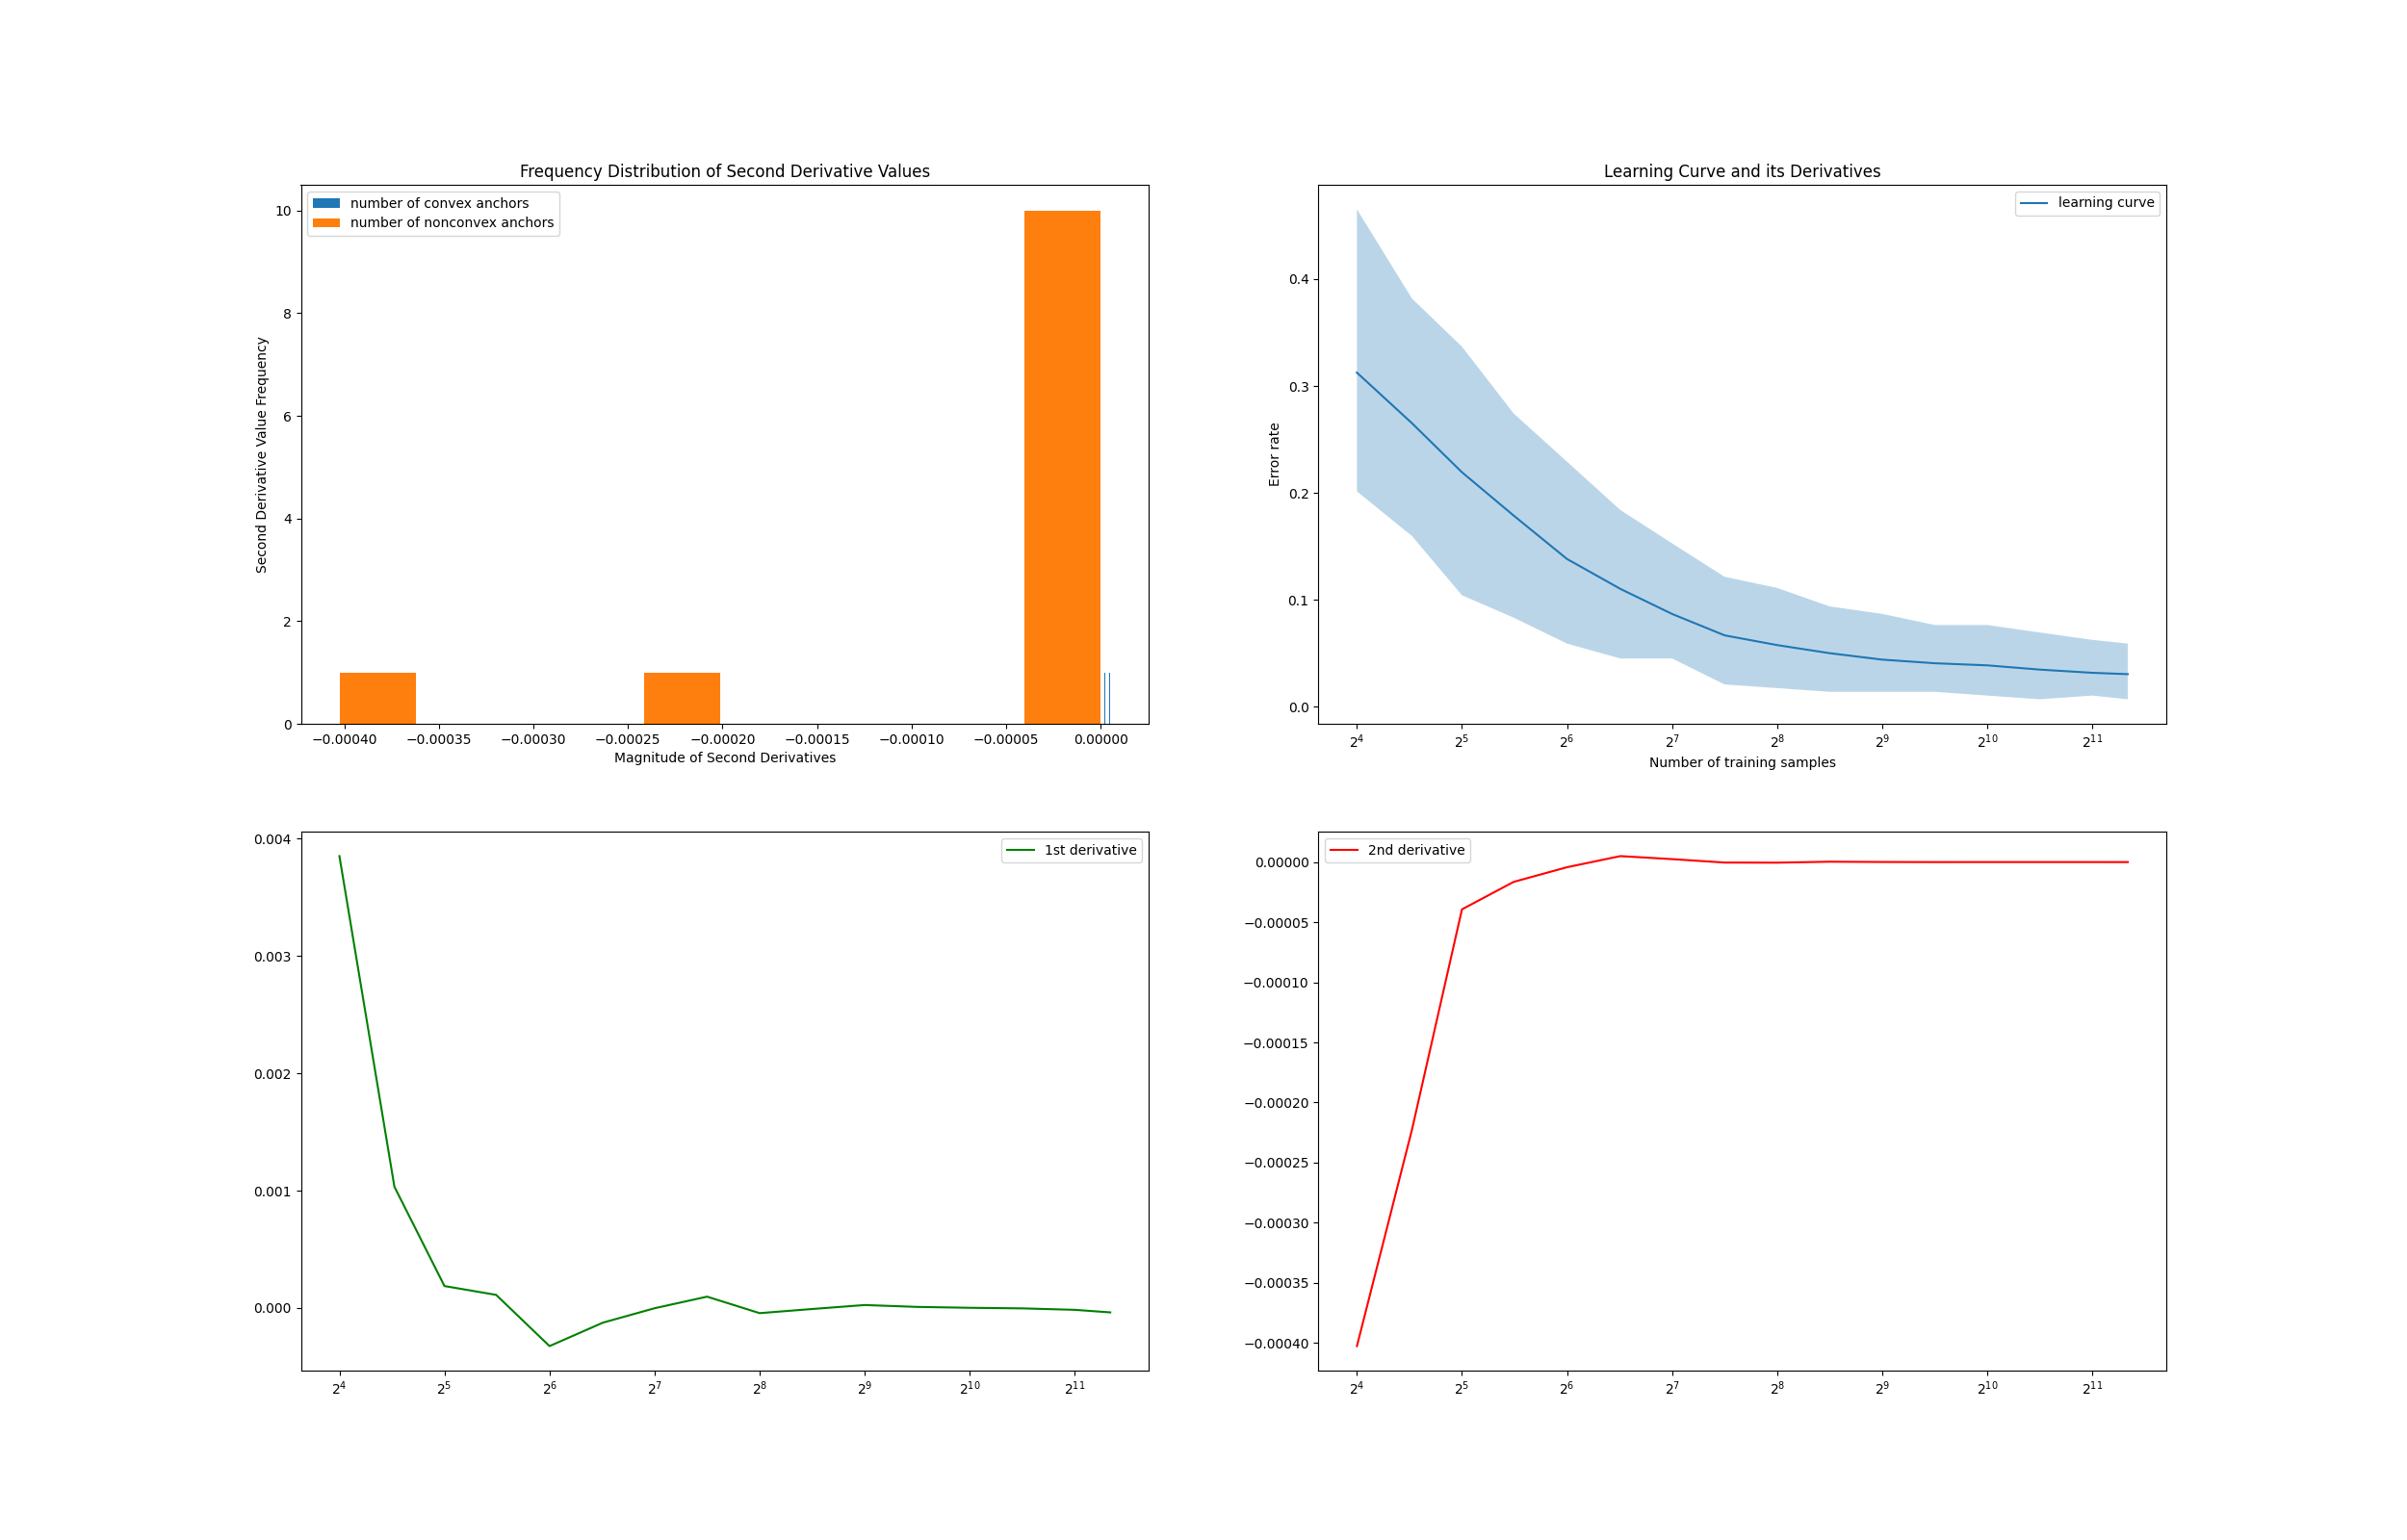 Frequency Distribution of Second Derivative Values
number of convex anchors
number of nonconvex anchors
Second Derivative Value Frequency
10
8
6
4
2
0
−0.00040 −0.00035 −0.00030 −0.00025 −0.00020 −0.00015 −0.00010 −0.00005 0.00000
Magnitude of Second Derivatives
Learning Curve and its Derivatives
learning curve
Error rate
0.4
0.3
0.2
0.1
0.0
2⁴ 2⁵ 2⁶ 2⁷ 2⁸ 2⁹ 2¹⁰ 2¹¹
Number of training samples
1st derivative
0.004
0.003
0.002
0.001
0.000
2⁴ 2⁵ 2⁶ 2⁷ 2⁸ 2⁹ 2¹⁰ 2¹¹
2nd derivative
0.00000
−0.00005
−0.00010
−0.00015
−0.00020
−0.00025
−0.00030
−0.00035
−0.00040
2⁴ 2⁵ 2⁶ 2⁷ 2⁸ 2⁹ 2¹⁰ 2¹¹